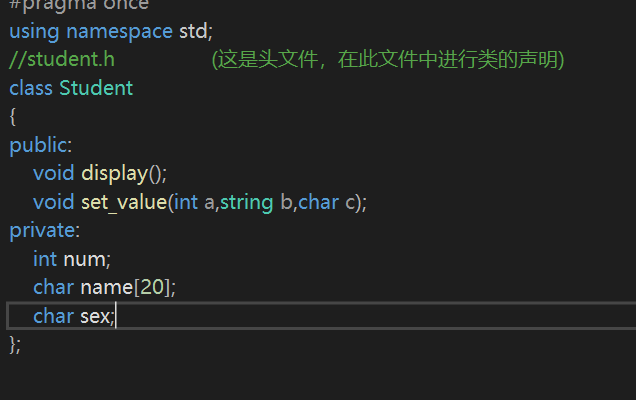 #pragma once
using namespace std;
//student.h (这是头文件，在此文件中进行类的声明)
class Student
{
public:
void display();
void set_value(int a,string b,char c);
private:
int num;
char name[20];
char sex;
};